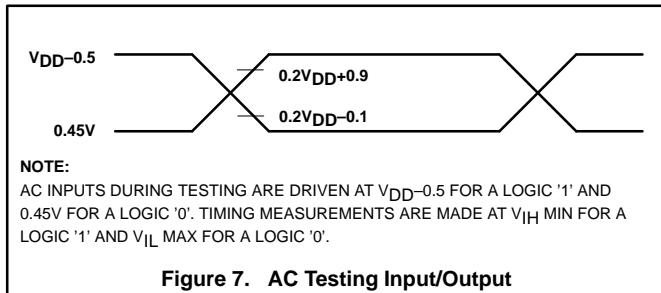 VDD–0.5
0.2VDD+0.9
0.2VDD–0.1
0.45V
NOTE:
AC INPUTS DURING TESTING ARE DRIVEN AT VDD–0.5 FOR A LOGIC '1' AND
0.45V FOR A LOGIC '0'. TIMING MEASUREMENTS ARE MADE AT VIH MIN FOR A
LOGIC '1' AND VIL MAX FOR A LOGIC '0'.
Figure 7. AC Testing Input/Output